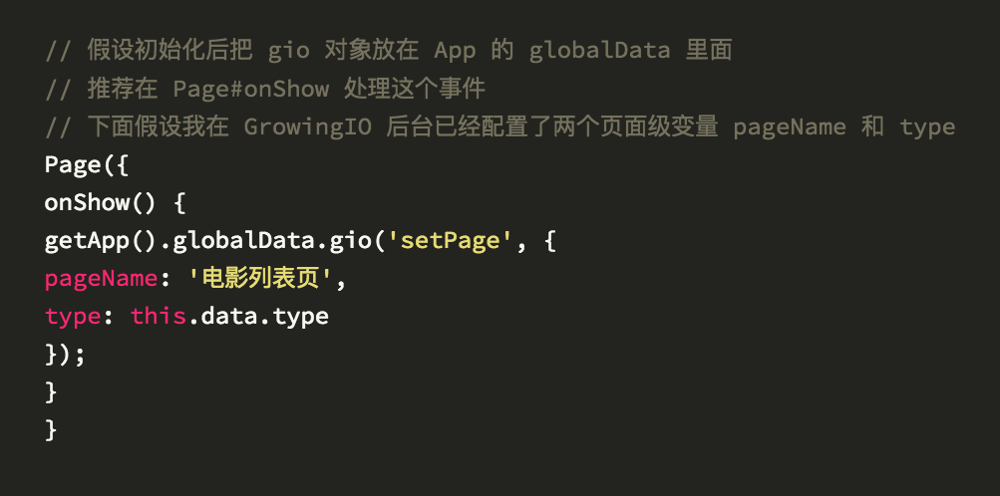 // 假设初始化后把 gio 对象放在 App 的 globalData 里面
// 推荐在 Page#onShow 处理这个事件
// 下面假设我在 GrowingIO 后台已经配置了两个页面级变量 pageName 和 type
Page({
onShow() {
getApp().globalData.gio('setPage', {
pageName: '电影列表页',
type: this.data.type
});
}
}